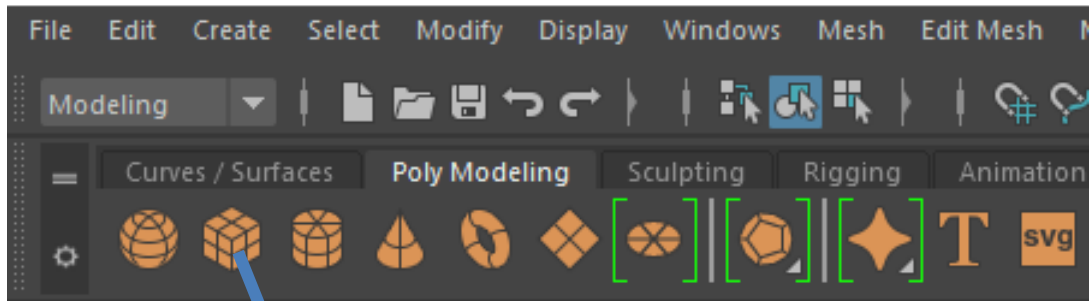 File Edit Create Select Modify Display Windows Mesh Edit Mesh
Modeling
Curves / Surfaces Poly Modeling Sculpting Rigging Animation
T svg